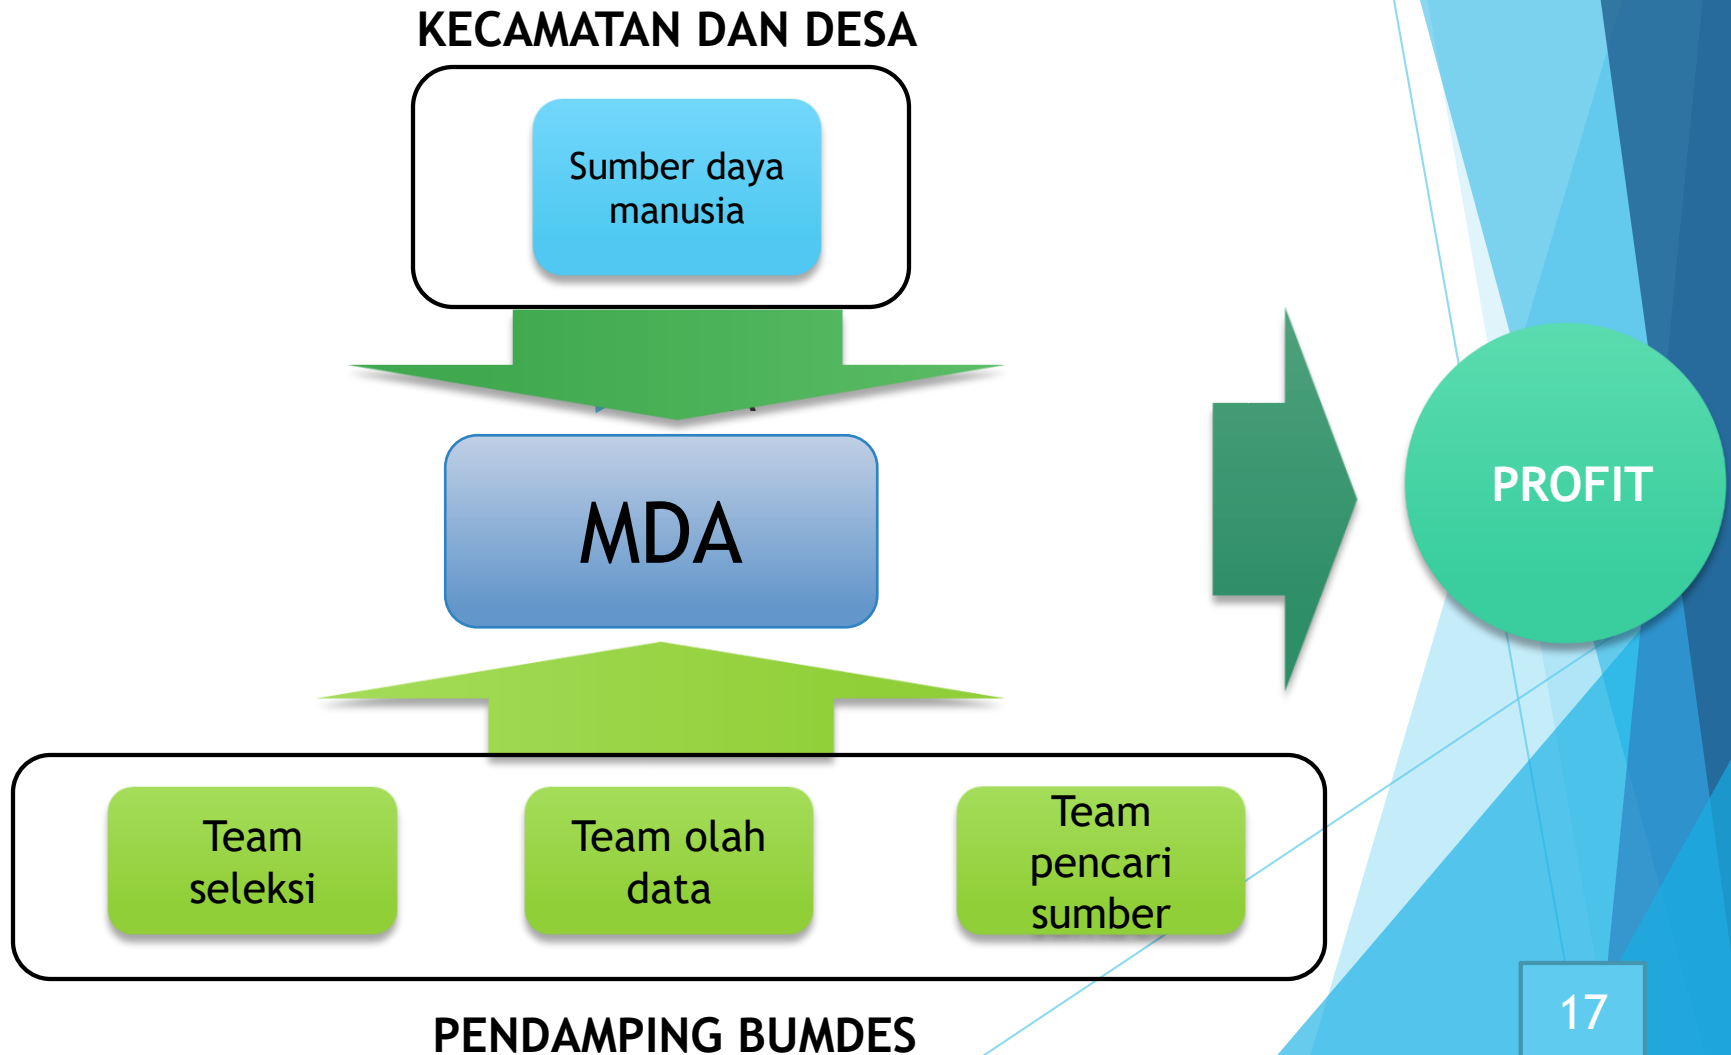 KECAMATAN DAN DESA
Sumber daya
manusia
MDA
PROFIT
Team
seleksi
Team olah
data
Team
pencari
sumber
PENDAMPING BUMDES
17